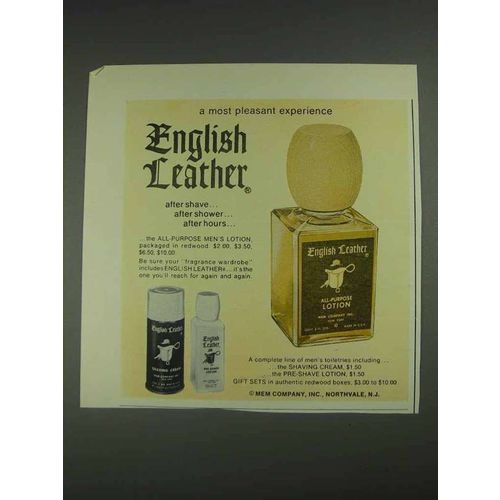 a most pleasant experience
English
Leather®
after shave...
after shower...
after hours...
...the ALL-PURPOSE MEN'S LOTION,
packaged in redwood. $2.00, $3.50,
$6.50, $10.00.
Be sure your "fragrance wardrobe"
includes ENGLISH LEATHER®...it's the
one you'll reach for again and again.
English Leather
®
ALL-PURPOSE
LOTION
MEM COMPANY INC.
English Leather
SHAVING CREAM
English
Leather
A complete line of men's toiletries including...
...the SHAVING CREAM, $1.50
...the PRE-SHAVE LOTION, $1.50
GIFT SETS in authentic redwood boxes, $3.00 to $10.00
© MEM COMPANY, INC., NORTHVALE, N.J.